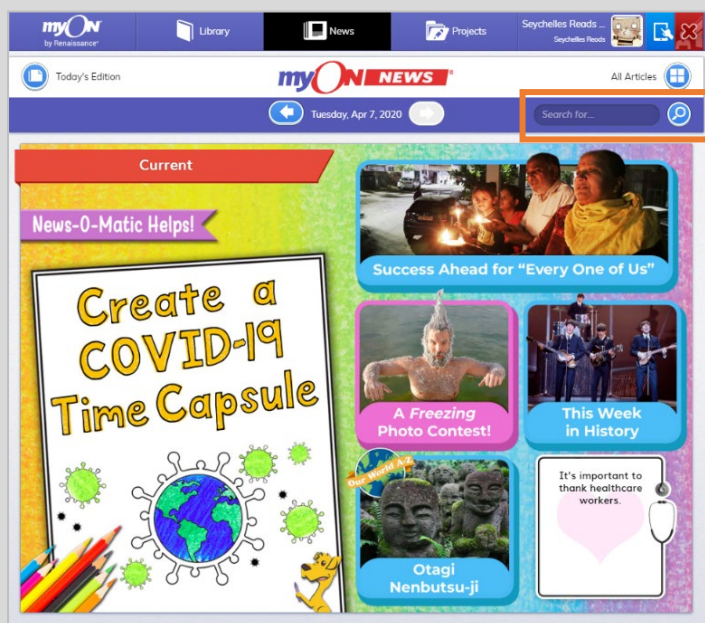 myON
by Renaissance®
Library
News
Projects
Seychelles Reads ...
Seychelles Reads
Today's Edition
myON NEWS
All Articles
Tuesday, Apr 7, 2020
Search for...
Current
News-O-Matic Helps!
Create a
COVID-19
Time Capsule
Success Ahead for “Every One of Us”
A Freezing
Photo Contest!
This Week
in History
Our World A-Z
Otagi
Nenbutsu-ji
It's important to
thank healthcare
workers.